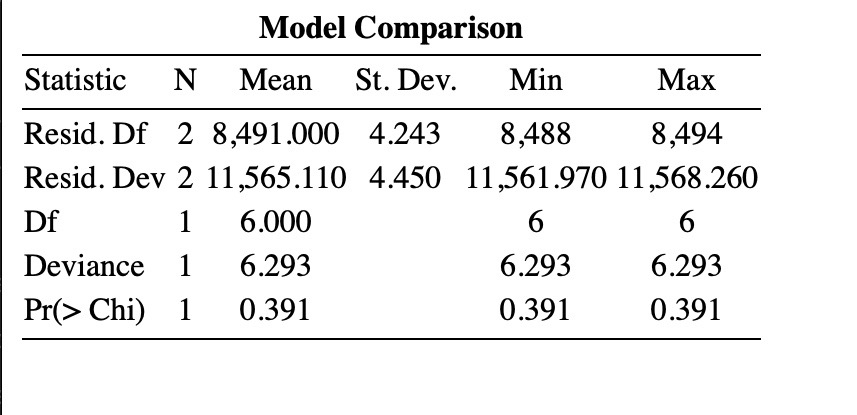 Model Comparison
Statistic N Mean St. Dev. Min Max
Resid. Df 2 8,491.000 4.243 8,488 8,494
Resid. Dev 2 11,565.110 4.450 11,561.970 11,568.260
Df 1 6.000 6 6
Deviance 1 6.293 6.293 6.293
Pr(> Chi) 1 0.391 0.391 0.391